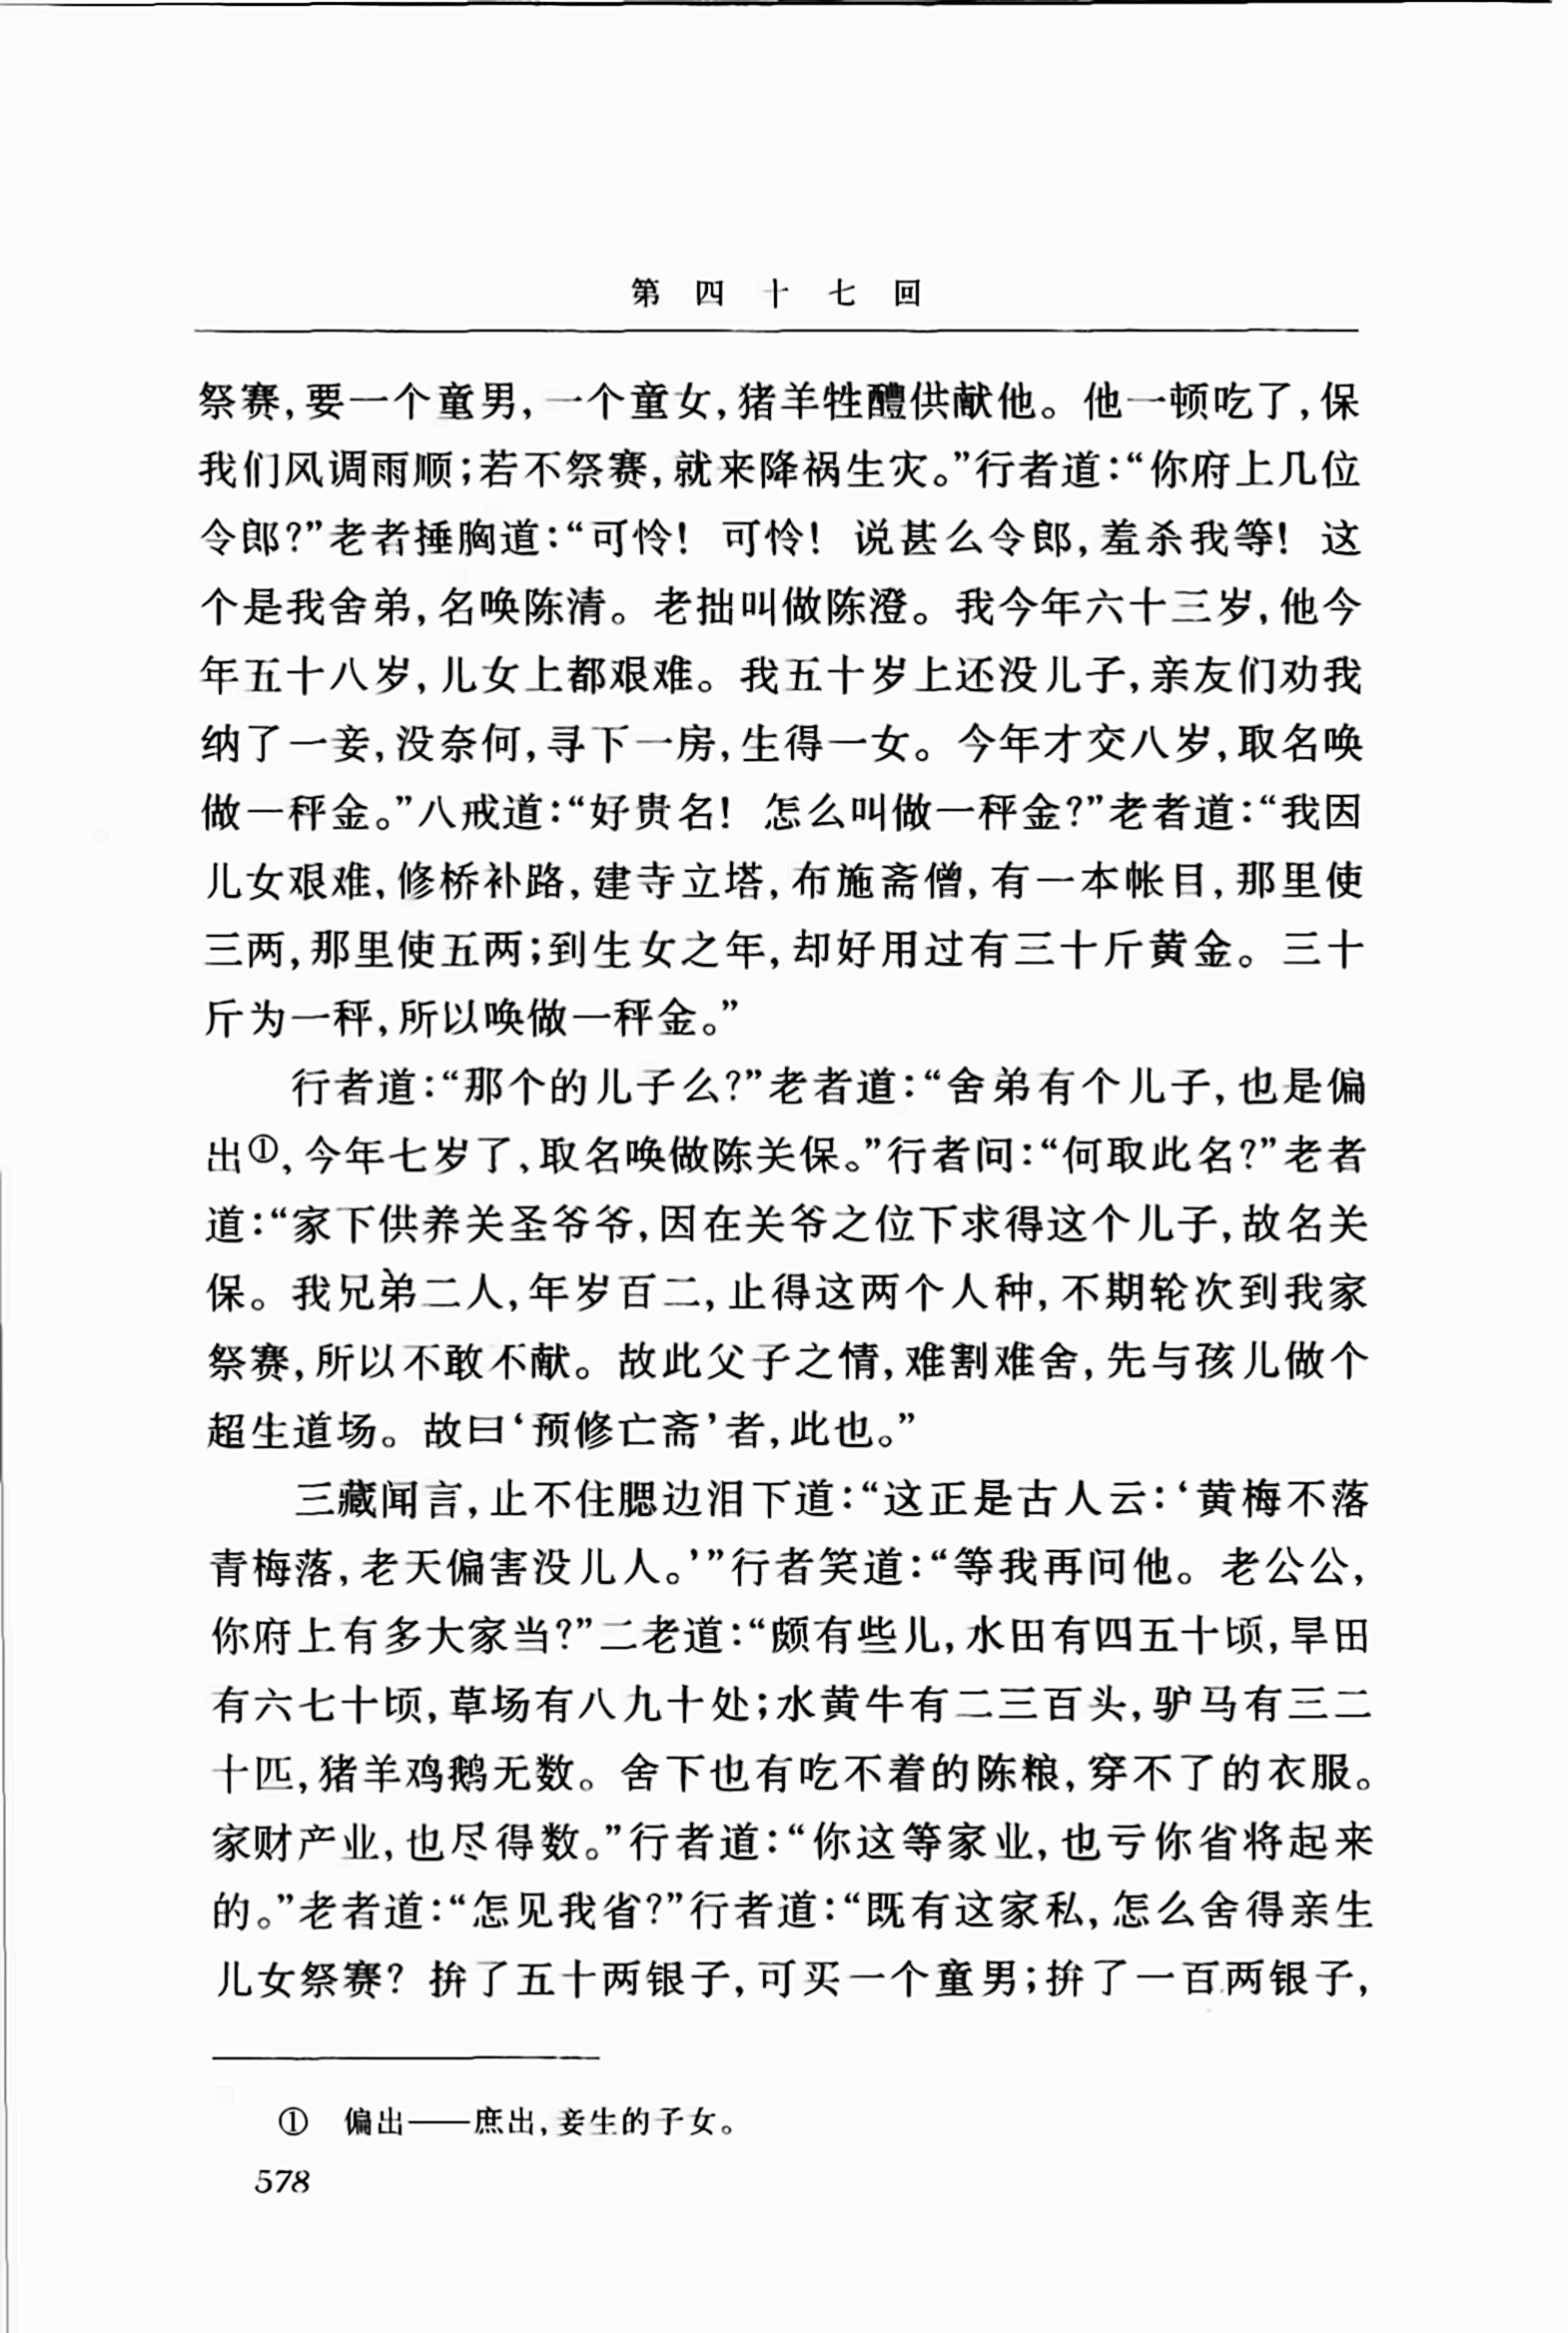 第四十七回
祭赛,要一个童男,一个童女,猪羊牲醴供献他。他一顿吃了,保
我们风调雨顺;若不祭赛,就来降祸生灾。”行者道:“你府上几位
令郎?”老者捶胸道:“可怜！可怜！说甚么令郎,羞杀我等！这
个是我舍弟,名唤陈清。老拙叫做陈澄。我今年六十三岁,他今
年五十八岁,儿女上都艰难。我五十岁上还没儿子,亲友们劝我
纳了一妾,没奈何,寻下一房,生得一女。今年才交八岁,取名唤
做一秤金。”八戒道:“好贵名！怎么叫做一秤金?”老者道:“我因
儿女艰难,修桥补路,建寺立塔,布施斋僧,有一本帐目,那里使
三两,那里使五两;到生女之年,却好用过有三十斤黄金。三十
斤为一秤,所以唤做一秤金。”
行者道:“那个的儿子么?”老者道:“舍弟有个儿子,也是偏
出①,今年七岁了,取名唤做陈关保。”行者问:“何取此名?”老者
道:“家下供养关圣爷爷,因在关爷之位下求得这个儿子,故名关
保。我兄弟二人,年岁百二,止得这两个人种,不期轮次到我家
祭赛,所以不敢不献。故此父子之情,难割难舍,先与孩儿做个
超生道场。故曰‘预修亡斋’者,此也。”
三藏闻言,止不住腮边泪下道:“这正是古人云:‘黄梅不落
青梅落,老天偏害没儿人。’”行者笑道:“等我再问他。老公公,
你府上有多大家当?”二老道:“颇有些儿,水田有四五十顷,旱田
有六七十顷,草场有八九十处;水黄牛有二三百头,驴马有三二
十匹,猪羊鸡鹅无数。舍下也有吃不着的陈粮,穿不了的衣服。
家财产业,也尽得数。”行者道:“你这等家业,也亏你省将起来
的。”老者道:“怎见我省?”行者道:“既有这家私,怎么舍得亲生
儿女祭赛? 拚了五十两银子,可买一个童男;拚了一百两银子,
① 偏出——庶出,妾生的子女。
578